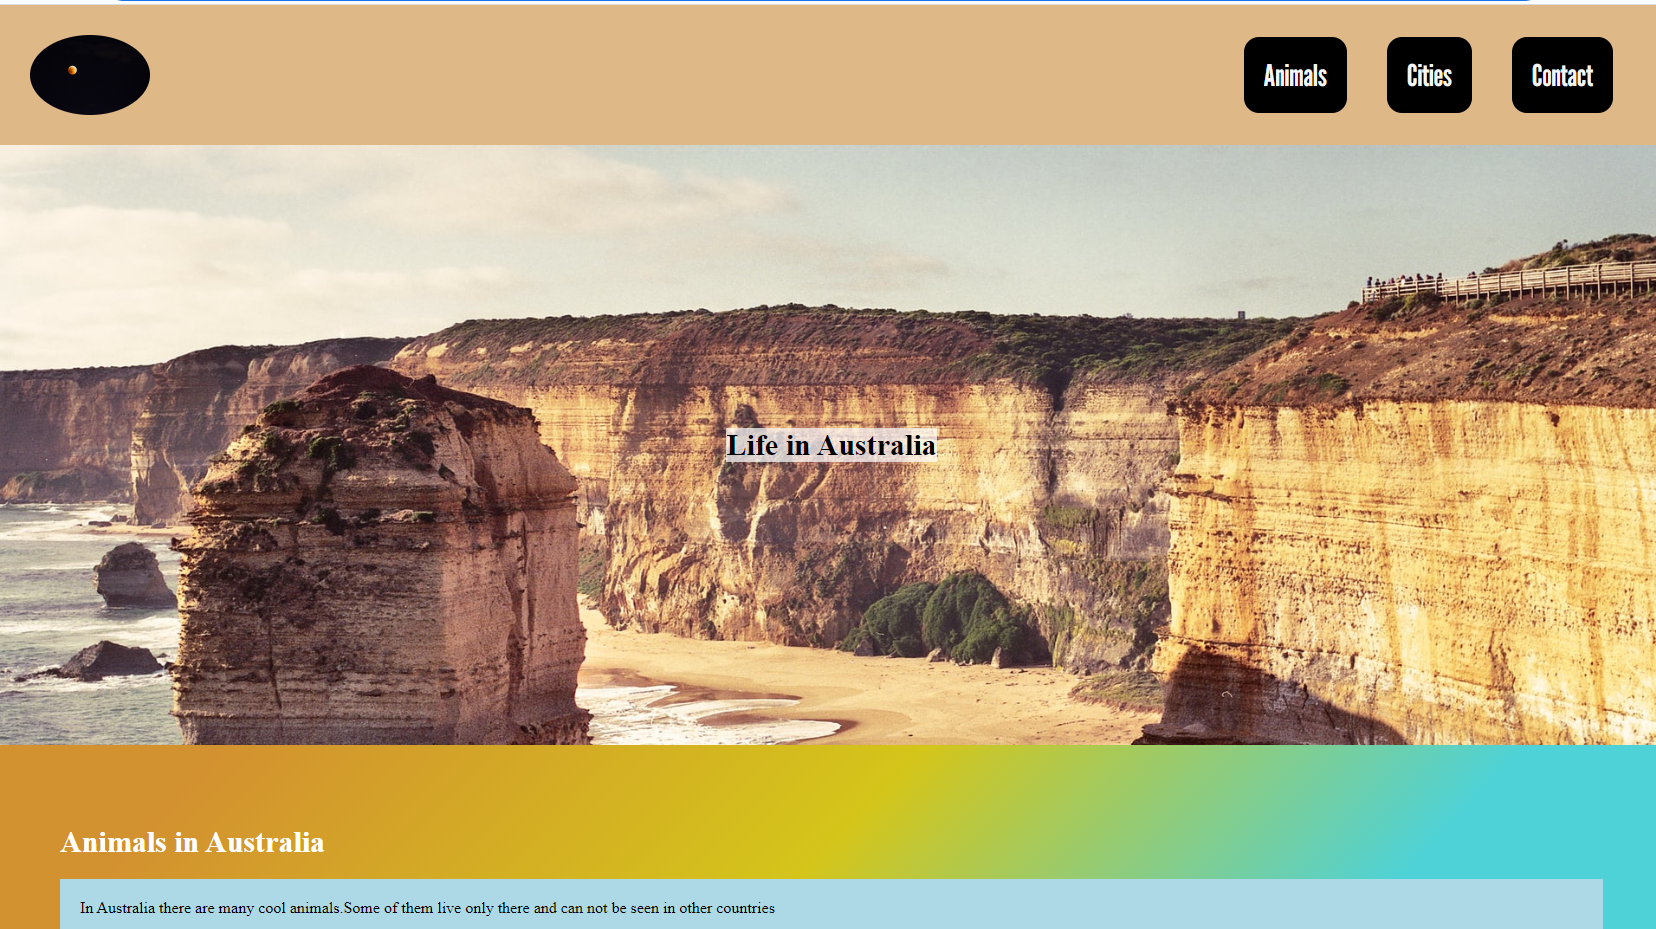 Animals
Cities
Contact
Life in Australia
Animals in Australia
In Australia there are many cool animals.Some of them live only there and can not be seen in other countries